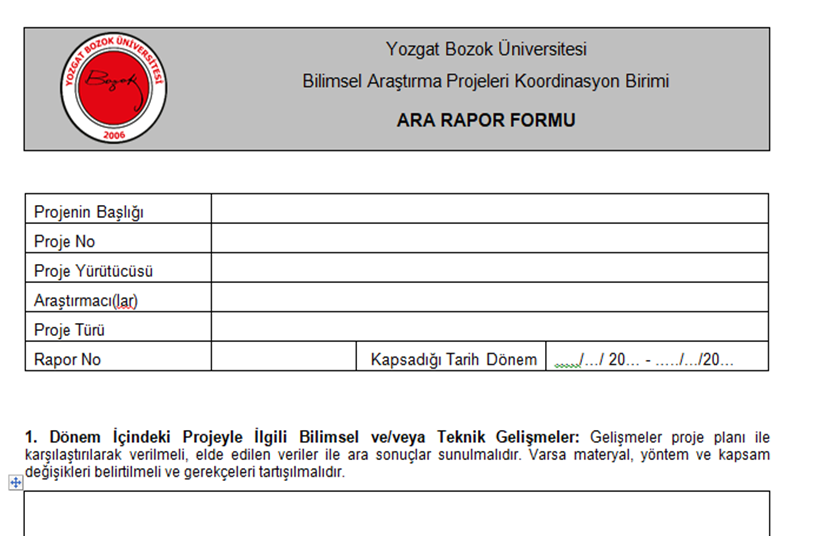 YOZGAT BOZOK ÜNİVERSİTESİ
Bozok
2006
Yozgat Bozok Üniversitesi
Bilimsel Araştırma Projeleri Koordinasyon Birimi
ARA RAPOR FORMU
Projenin Başlığı
Proje No
Proje Yürütücüsü
Araştırmacı(lar)
Proje Türü
Rapor No Kapsadığı Tarih Dönem ...../.../ 20... - ...../.../20...
1. Dönem İçindeki Projeyle İlgili Bilimsel ve/veya Teknik Gelişmeler: Gelişmeler proje planı ile
karşılaştırılarak verilmeli, elde edilen veriler ile ara sonuçlar sunulmalıdır. Varsa materyal, yöntem ve kapsam
değişikleri belirtilmeli ve gerekçeleri tartışılmalıdır.